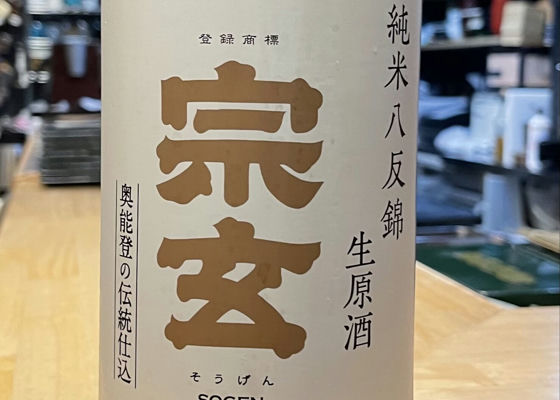 純米八反錦
生原酒
登録商標
宗玄
そうげん
SOGEN
奥能登の伝統仕込